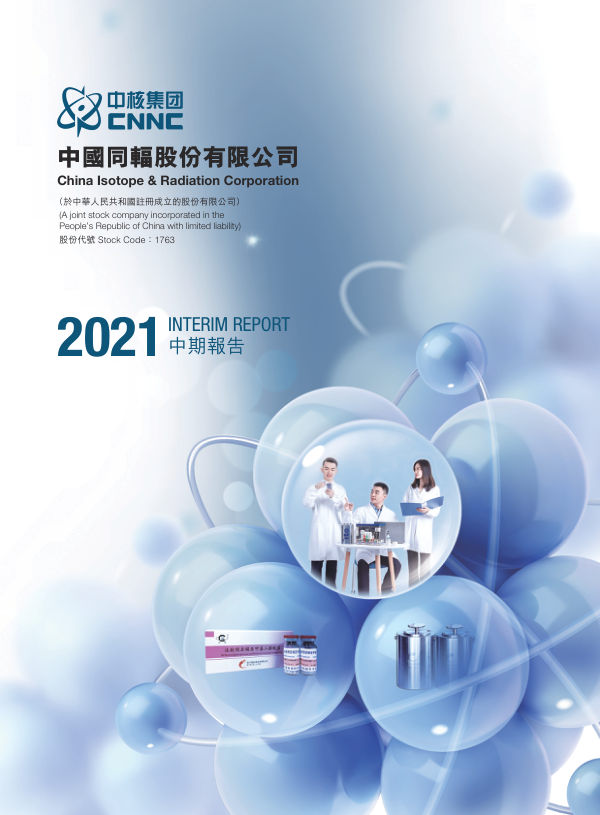 中核集团
CNNC
中國同輻股份有限公司
China Isotope & Radiation Corporation
（於中華人民共和國註冊成立的股份有限公司）
(A joint stock company incorporated in the
People's Republic of China with limited liability)
股份代號 Stock Code：1763
2021 INTERIM REPORT
中期報告